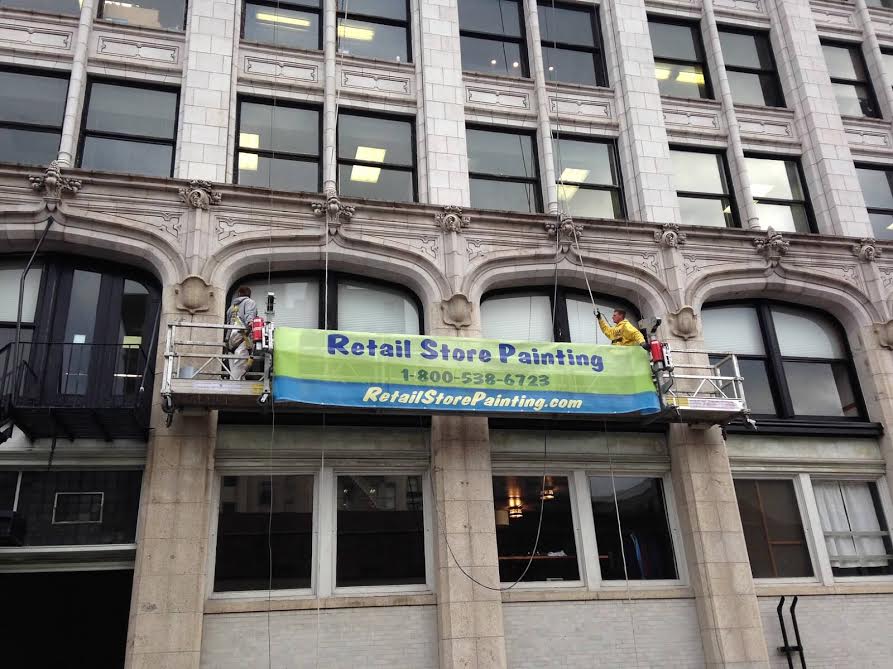 Retail Store Painting
1-800-538-6723
RetailStorePainting.com